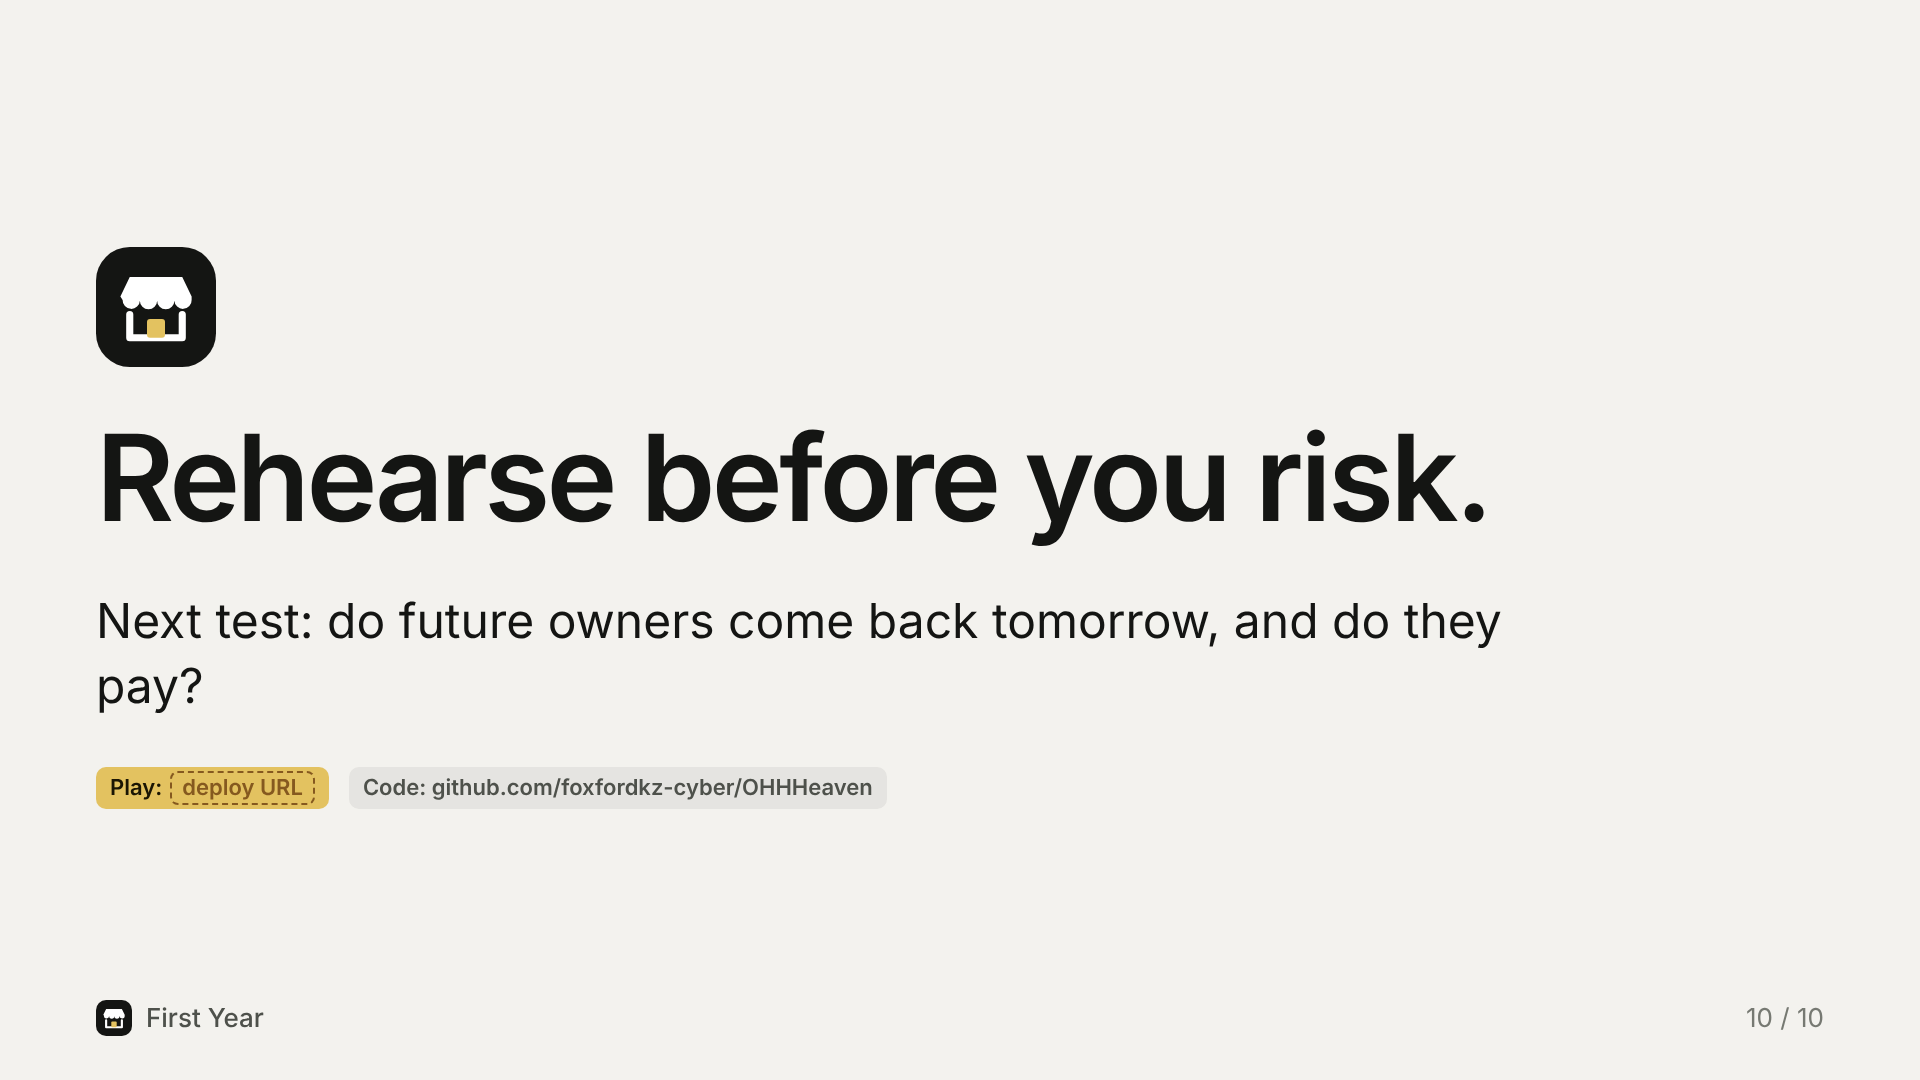 Rehearse before you risk.
Next test: do future owners come back tomorrow, and do they
pay?
Play: deploy URL
Code: github.com/foxfordkz-cyber/OHHHeaven
First Year
10 / 10